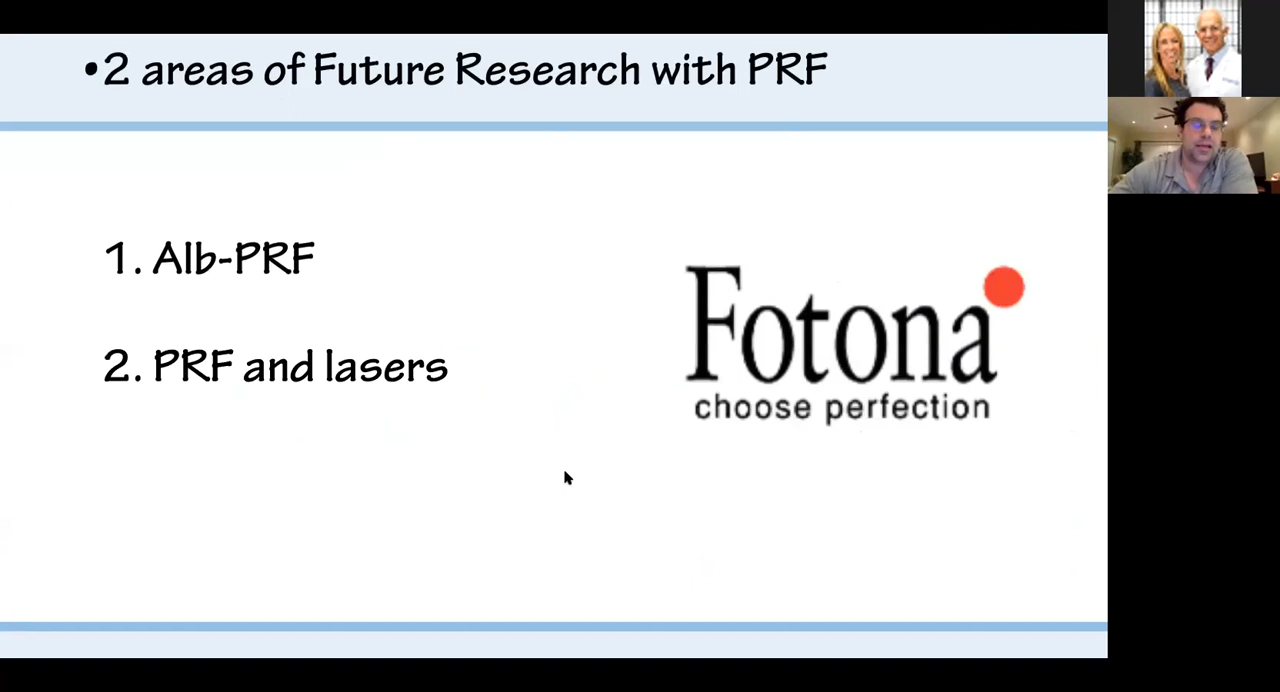 •2 areas of Future Research with PRF
1. Alb-PRF
2. PRF and lasers
Fotona
choose perfection